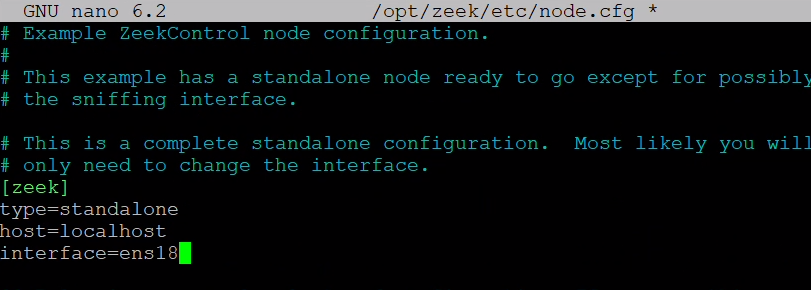 GNU nano 6.2 /opt/zeek/etc/node.cfg *
# Example ZeekControl node configuration.
#
# This example has a standalone node ready to go except for possibly
# the sniffing interface.
# This is a complete standalone configuration.  Most likely you will
# only need to change the interface.
[zeek]
type=standalone
host=localhost
interface=ens18